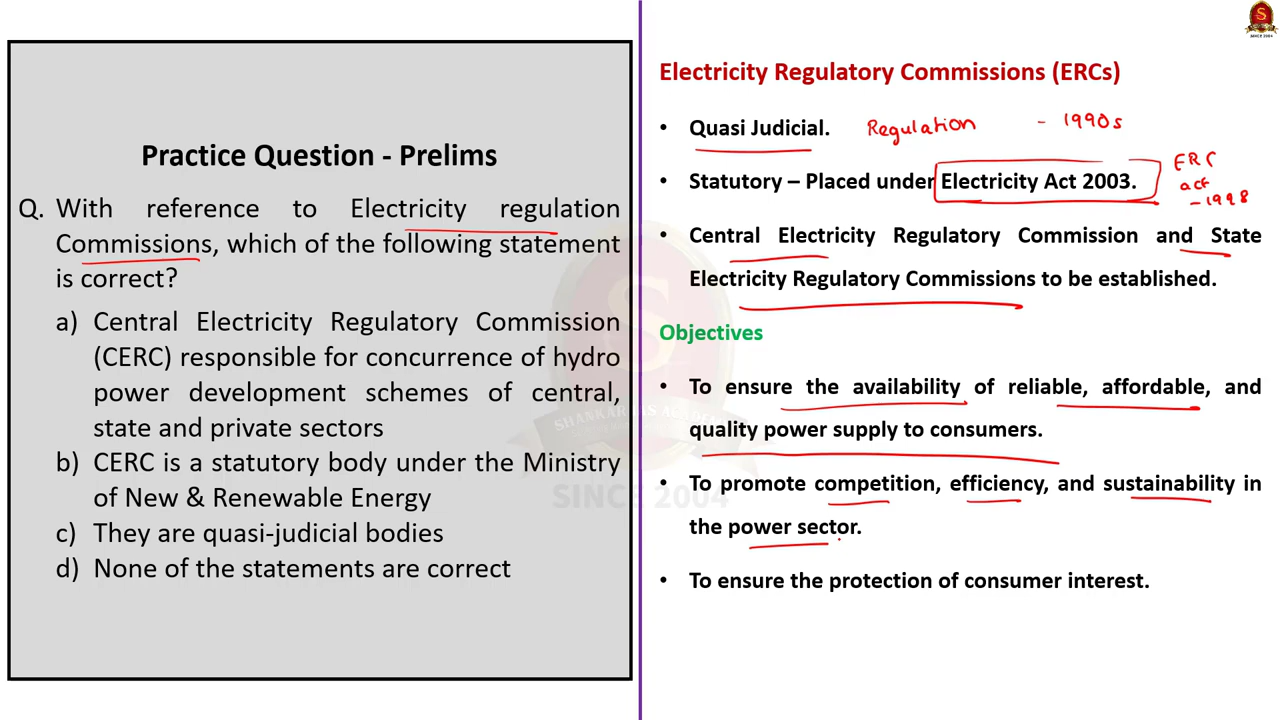 Practice Question - Prelims
Q. With reference to Electricity regulation
Commissions, which of the following statement
is correct?
a) Central Electricity Regulatory Commission
(CERC) responsible for concurrence of hydro
power development schemes of central,
state and private sectors
b) CERC is a statutory body under the Ministry
of New & Renewable Energy
c) They are quasi-judicial bodies
d) None of the statements are correct
SINCE 2004
Electricity Regulatory Commissions (ERCs)
• Quasi Judicial. Regulation - 1990s
• Statutory – Placed under Electricity Act 2003.
ERC
act
- 1998
• Central Electricity Regulatory Commission and State
Electricity Regulatory Commissions to be established.
Objectives
• To ensure the availability of reliable, affordable, and
quality power supply to consumers.
• To promote competition, efficiency, and sustainability in
the power sector.
• To ensure the protection of consumer interest.
SINCE 2004